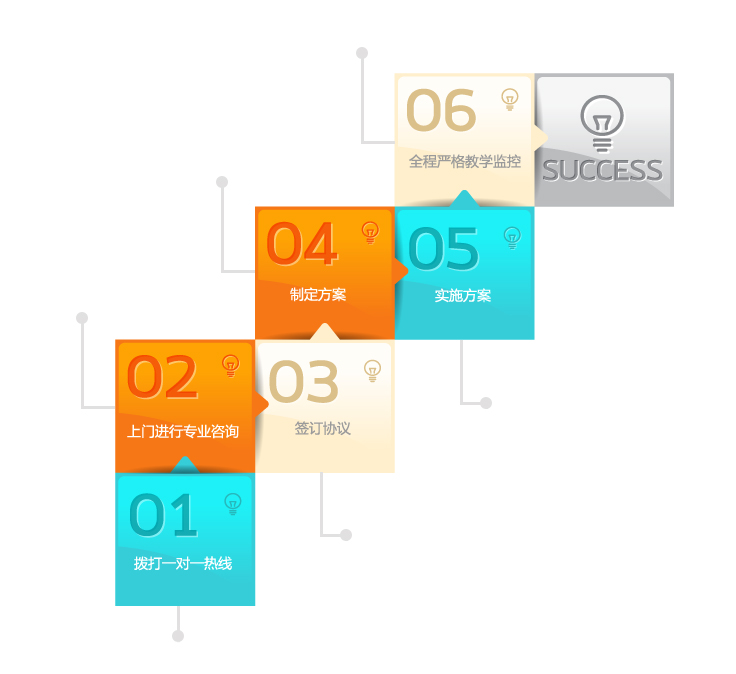 06
全程严格教学监控
SUCCESS
04
制定方案
05
实施方案
02
上门进行专业咨询
03
签订协议
01
拨打一对一热线